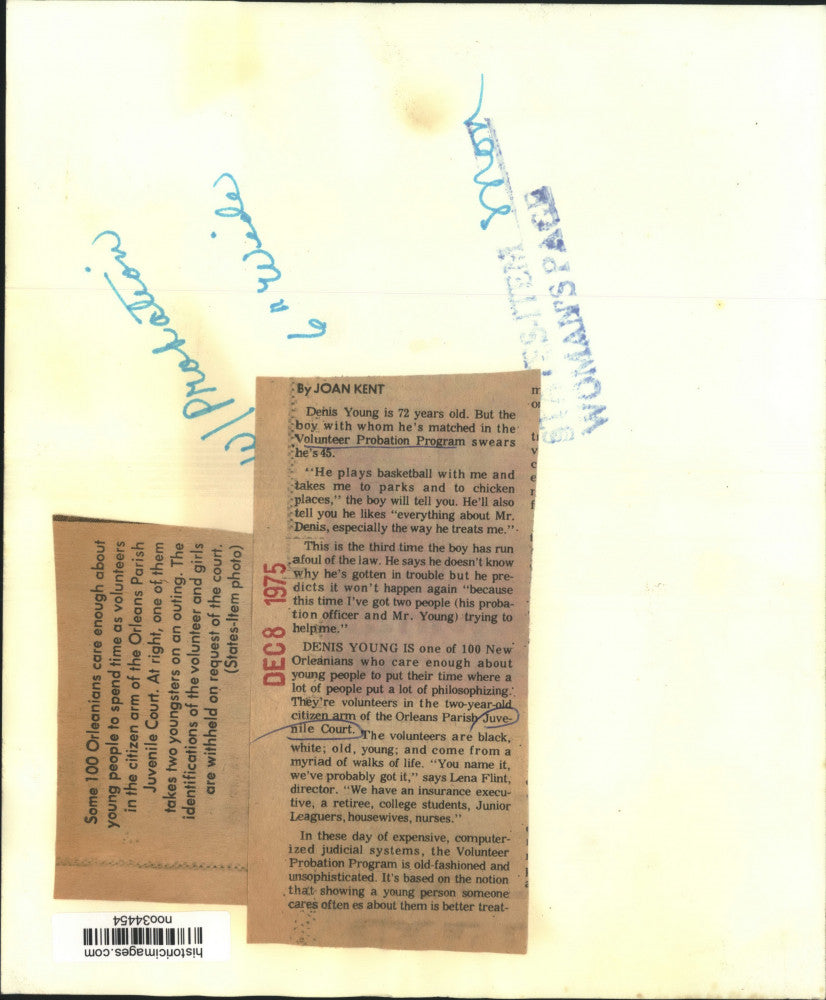 Mon
STATES-ITEM
WOMAN'S PAGE
6" wide
w/Probation
By JOAN KENT
Denis Young is 72 years old. But the
boy with whom he's matched in the
Volunteer Probation Program swears
he's 45.
"He plays basketball with me and
takes me to parks and to chicken
places," the boy will tell you. He'll also
tell you he likes "everything about Mr.
Denis, especially the way he treats me."
This is the third time the boy has run
afoul of the law. He says he doesn't know
why he's gotten in trouble but he pre-
dicts it won't happen again "because
this time I've got two people (his proba-
tion officer and Mr. Young) trying to
help me."
DENIS YOUNG IS one of 100 New
Orleanians who care enough about
young people to put their time where a
lot of people put a lot of philosophizing.
They're volunteers in the two-year-old
citizen arm of the Orleans Parish Juve-
nile Court. The volunteers are black,
white; old, young; and come from a
myriad of walks of life. "You name it,
we've probably got it," says Lena Flint,
director. "We have an insurance execu-
tive, a retiree, college students, Junior
Leaguers, housewives, nurses."
In these day of expensive, computer-
ized judicial systems, the Volunteer
Probation Program is old-fashioned and
unsophisticated. It's based on the notion
that showing a young person someone
cares often es about them is better treat-
DEC 8 1975
Some 100 Orleanians care enough about
young people to spend time as volunteers
in the citizen arm of the Orleans Parish
Juvenile Court. At right, one of them
takes two youngsters on an outing. The
identifications of the volunteer and girls
are withheld on request of the court.
(States-Item photo)
historicimages.com
noo34454